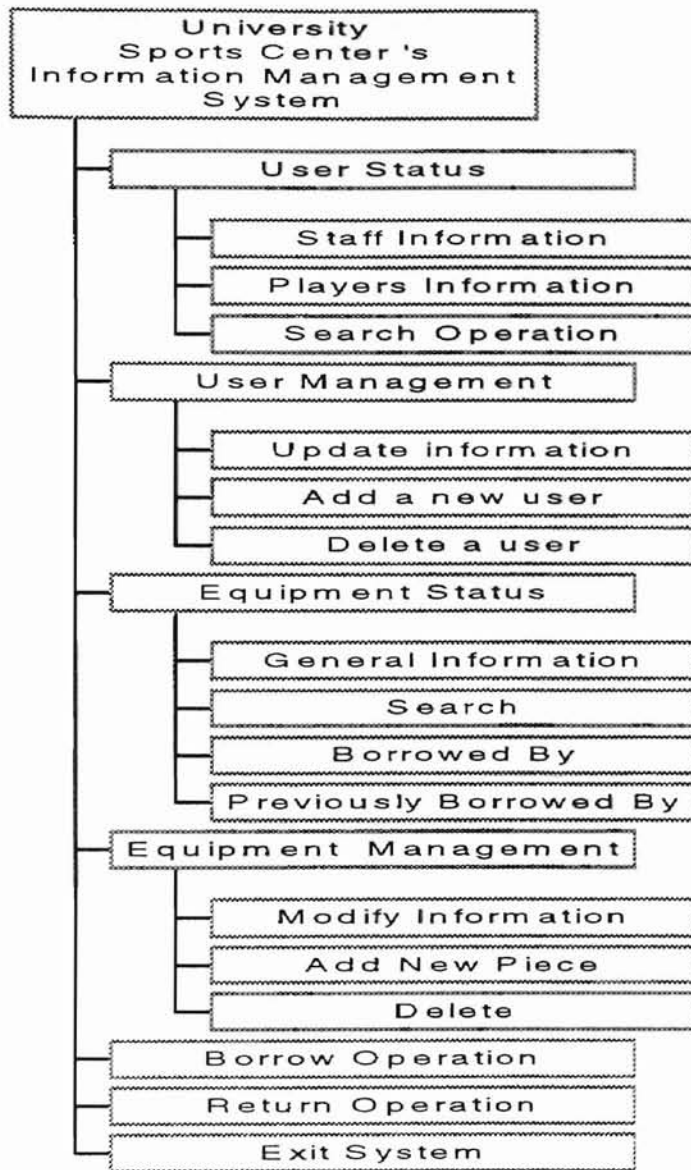 University
Sports Center 's
Information Management
System
User Status
Staff Information
Players Information
Search Operation
User Management
Update information
Add a new user
Delete a user
Equipment Status
General Information
Search
Borrowed By
Previously Borrowed By
Equipment Management
Modify Information
Add New Piece
Delete
Borrow Operation
Return Operation
Exit System